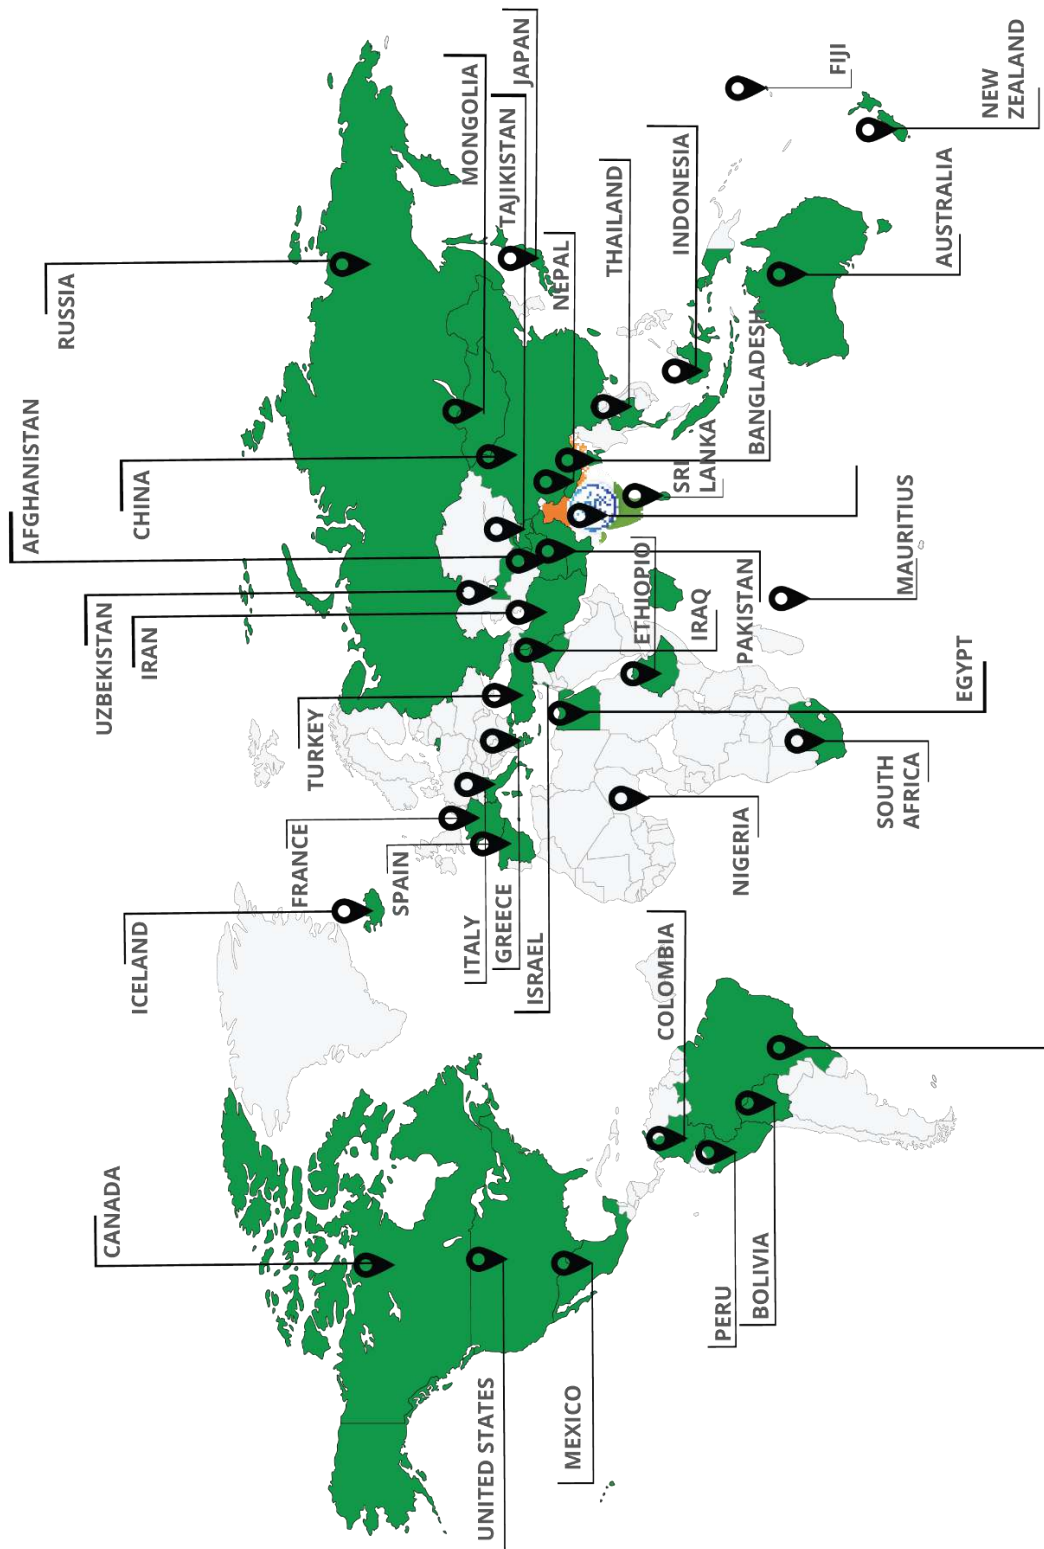 RUSSIA
MONGOLIA
JAPAN
TAJIKISTAN
FIJI
NEW
ZEALAND
AFGHANISTAN
CHINA
NEPAL
THAILAND
INDONESIA
AUSTRALIA
UZBEKISTAN
IRAN
SRI
LANKA
BANGLADESH
MAURITIUS
TURKEY
ETHIOPIO
IRAQ
PAKISTAN
EGYPT
FRANCE
SPAIN
NIGERIA
SOUTH
AFRICA
ICELAND
ITALY
GREECE
ISRAEL
COLOMBIA
CANADA
PERU
BOLIVIA
UNITED STATES
MEXICO